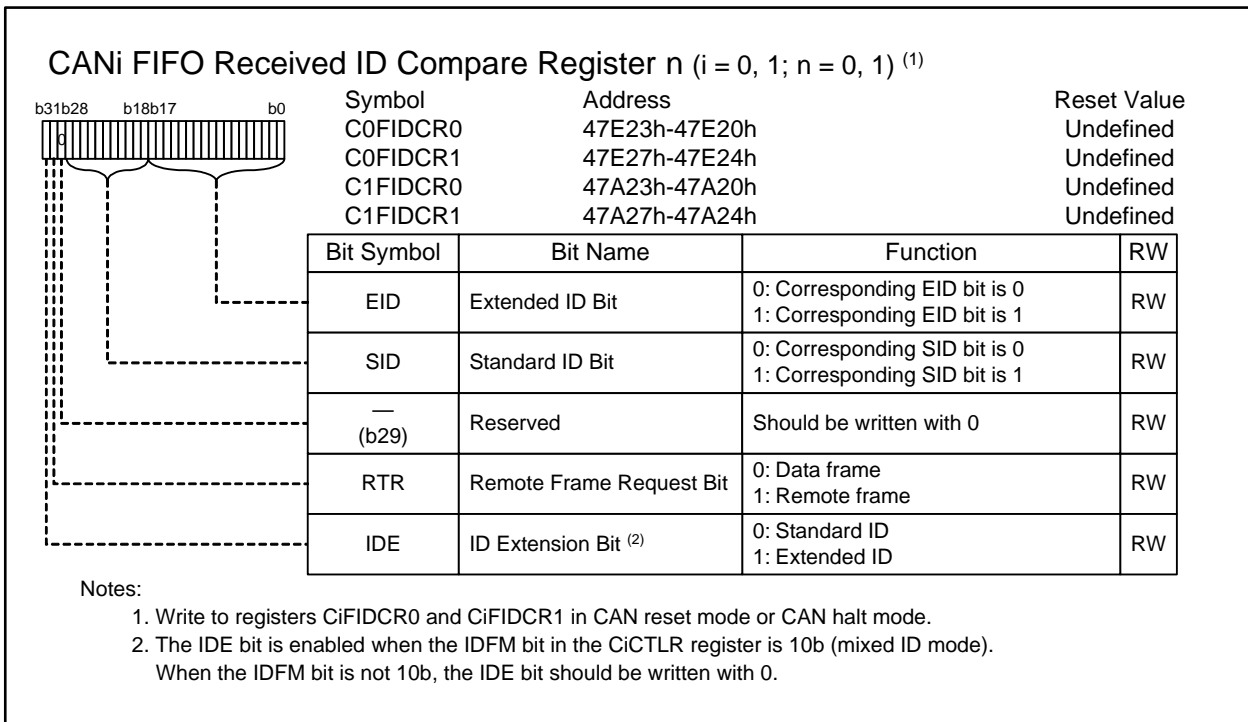 CANi FIFO Received ID Compare Register n (i = 0, 1; n = 0, 1) (1)
b31b28 b18b17 b0
0
Symbol Address Reset Value
C0FIDCR0 47E23h-47E20h Undefined
C0FIDCR1 47E27h-47E24h Undefined
C1FIDCR0 47A23h-47A20h Undefined
C1FIDCR1 47A27h-47A24h Undefined
Bit Symbol Bit Name Function RW
EID Extended ID Bit 0: Corresponding EID bit is 0 RW
1: Corresponding EID bit is 1
SID Standard ID Bit 0: Corresponding SID bit is 0 RW
1: Corresponding SID bit is 1
— (b29) Reserved Should be written with 0 RW
RTR Remote Frame Request Bit 0: Data frame RW
1: Remote frame
IDE ID Extension Bit (2) 0: Standard ID RW
1: Extended ID
Notes:
1. Write to registers CiFIDCR0 and CiFIDCR1 in CAN reset mode or CAN halt mode.
2. The IDE bit is enabled when the IDFM bit in the CiCTLR register is 10b (mixed ID mode).
When the IDFM bit is not 10b, the IDE bit should be written with 0.